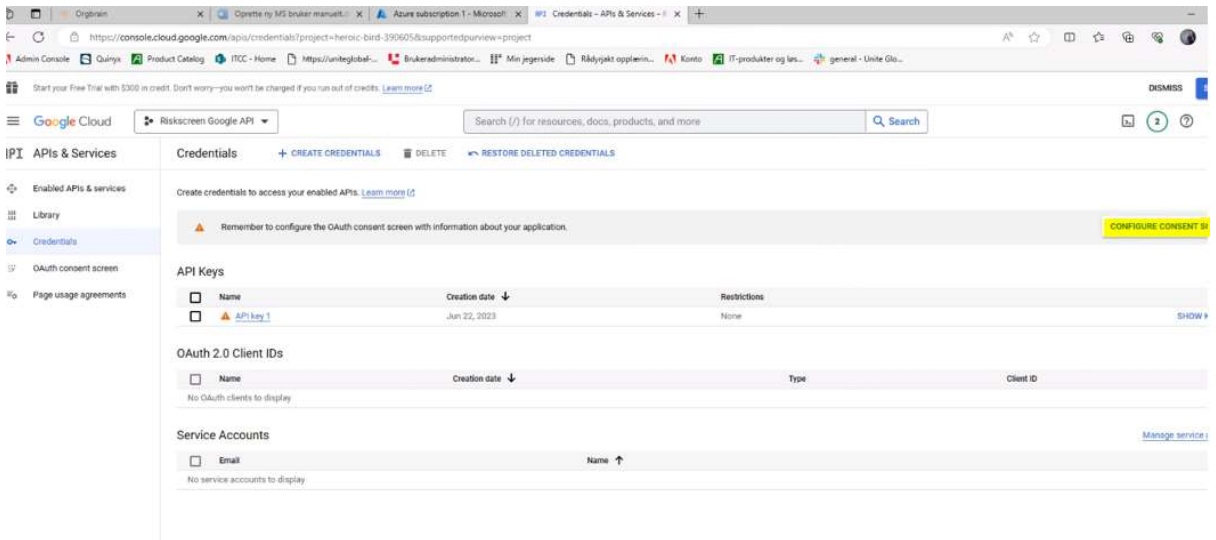 Orgbrain
Oprette ny MS bruker manuelt.
Azure subscription 1 - Microsoft
API Credentials – APIs & Services –
https://console.cloud.google.com/apis/credentials?project=heroic-bird-390605&supportedpurview=project
Admin Console Quinyx Product Catalog ITCC - Home https://uniteglobal-... Brukeradministrator... Min jegerside Rådyrjakt opplærin... Konto IT-produkter og løs... general - Unite Glo...
Start your Free Trial with $300 in credit. Don't worry—you won't be charged if you run out of credits. Learn more
DISMISS
Google Cloud Riskscreen Google API Search (/) for resources, docs, products, and more Search 2
API APIs & Services
Credentials + CREATE CREDENTIALS DELETE RESTORE DELETED CREDENTIALS
Enabled APIs & services
Library
Credentials
OAuth consent screen
Page usage agreements
Create credentials to access your enabled APIs. Learn more
Remember to configure the OAuth consent screen with information about your application. CONFIGURE CONSENT
API Keys
Name Creation date Restrictions
API key 1 Jun 22, 2023 None SHOW
OAuth 2.0 Client IDs
Name Creation date Type Client ID
No OAuth clients to display
Service Accounts Manage service
Email Name
No service accounts to display